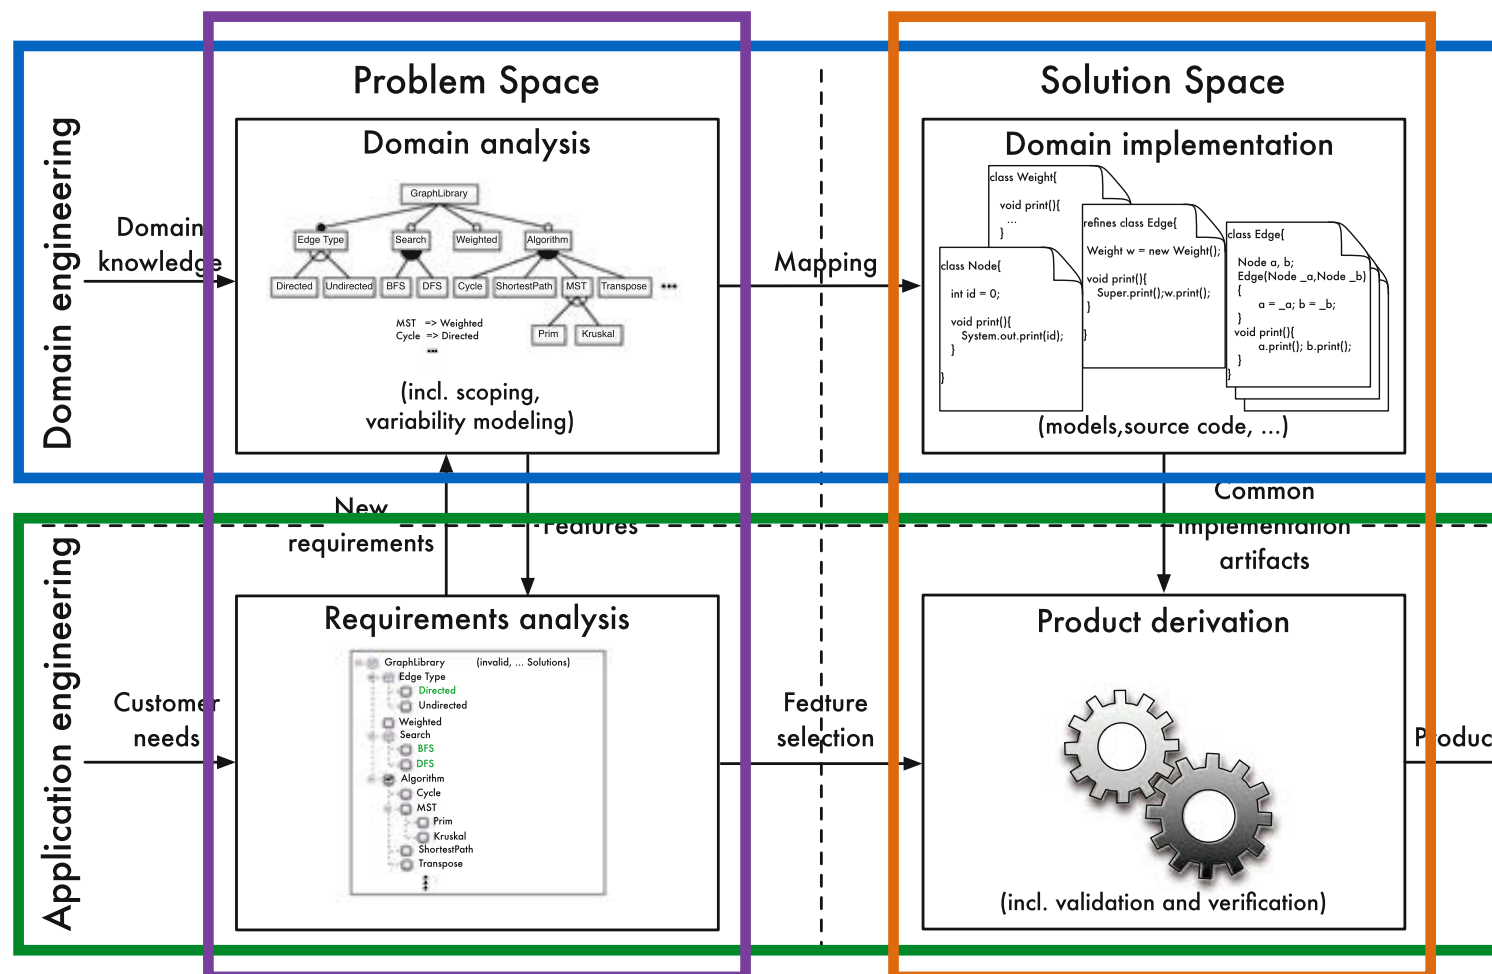 Problem Space
Solution Space
Domain engineering
Domain
knowledge
Domain analysis
GraphLibrary
Edge Type
Search
Weighted
Algorithm
Directed
Undirected
BFS
DFS
Cycle
ShortestPath
MST
Transpose
...
MST => Weighted
Cycle => Directed
...
Prim
Kruskal
(incl. scoping,
variability modeling)
Mapping
Domain implementation
class Weight{
void print(){
...
}
refines class Edge{
Weight w = new Weight();
void print(){
Super.print();w.print();
}
}
class Edge{
Node a, b;
Edge(Node _a,Node _b)
{
a = _a; b = _b;
}
void print(){
a.print(); b.print();
}
}
class Node{
int id = 0;
void print(){
System.out.print(id);
}
}
(models,source code, ...)
New
requirements
Features
Common
implementation
artifacts
Application engineering
Customer
needs
Requirements analysis
GraphLibrary (invalid, ... Solutions)
Edge Type
Directed
Undirected
Weighted
Search
BFS
DFS
Algorithm
Cycle
MST
Prim
Kruskal
ShortestPath
Transpose
Feature
selection
Product derivation
(incl. validation and verification)
Produc